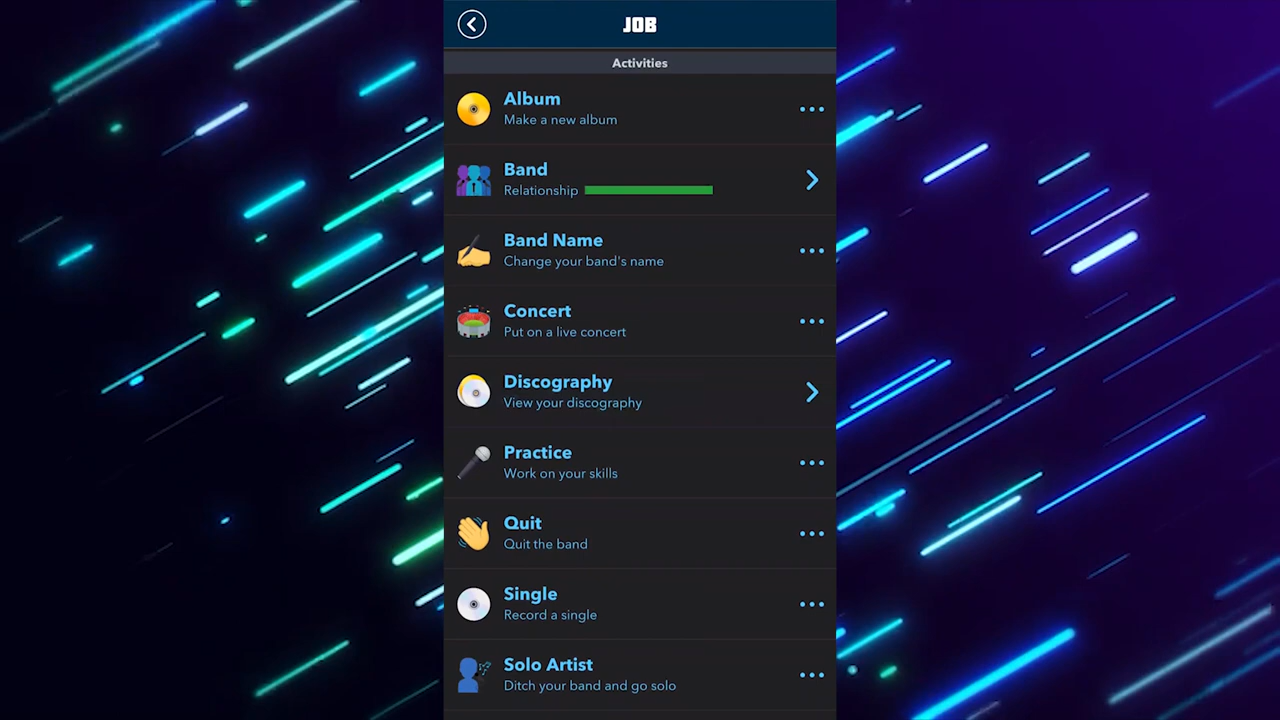 JOB
Activities
Album
Make a new album
Band
Relationship
Band Name
Change your band's name
Concert
Put on a live concert
Discography
View your discography
Practice
Work on your skills
Quit
Quit the band
Single
Record a single
Solo Artist
Ditch your band and go solo